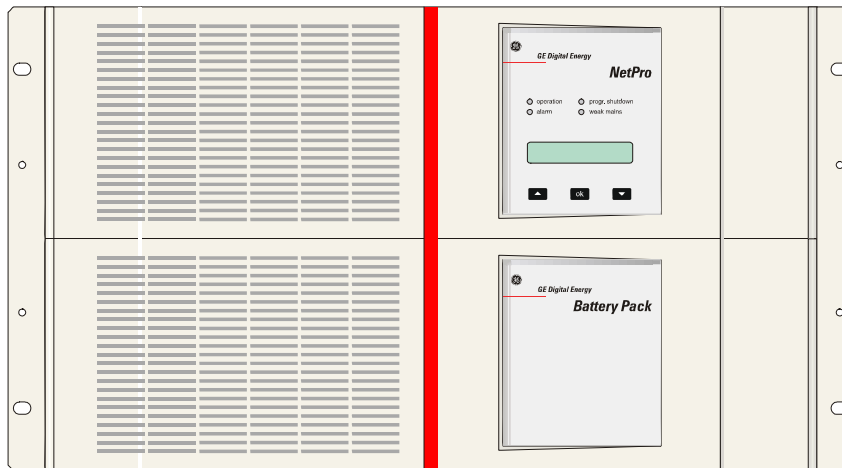 GE Digital Energy
NetPro
operation progr. shutdown
alarm weak mains
ok
GE Digital Energy
Battery Pack